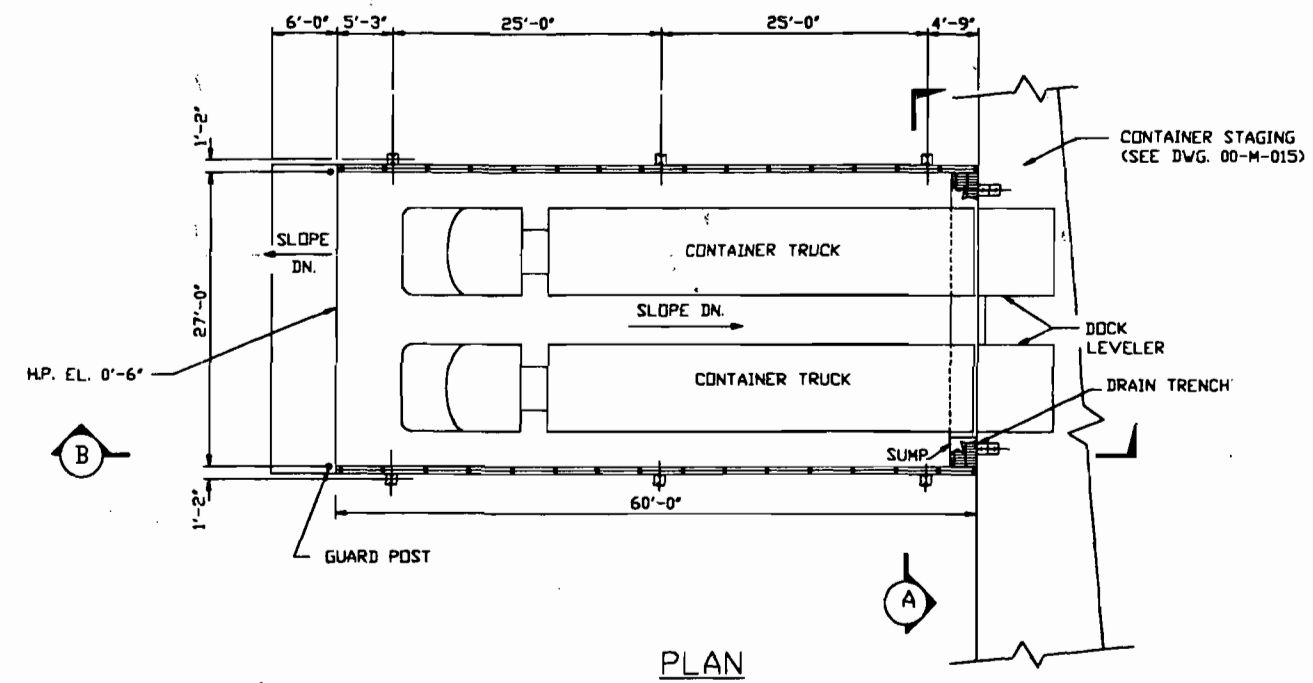 6'-0" 5'-3" 25'-0" 25'-0" 4'-9"
1'-2"
CONTAINER STAGING
(SEE DWG. 00-M-015)
SLOPE
DN.
CONTAINER TRUCK
27'-0"
SLOPE DN.
DOCK
LEVELER
H.P. EL. 0'-6"
CONTAINER TRUCK
DRAIN TRENCH
B
SUMP
1'-2"
60'-0"
GUARD POST
A
PLAN